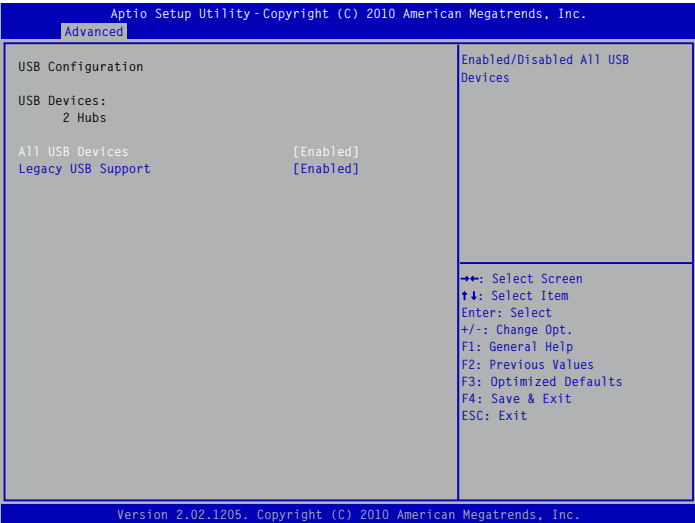 Aptio Setup Utility - Copyright (C) 2010 American Megatrends, Inc.
Advanced
USB Configuration
USB Devices:
2 Hubs
All USB Devices [Enabled]
Legacy USB Support [Enabled]
Enabled/Disabled All USB
Devices
→←: Select Screen
↑↓: Select Item
Enter: Select
+/-: Change Opt.
F1: General Help
F2: Previous Values
F3: Optimized Defaults
F4: Save & Exit
ESC: Exit
Version 2.02.1205. Copyright (C) 2010 American Megatrends, Inc.